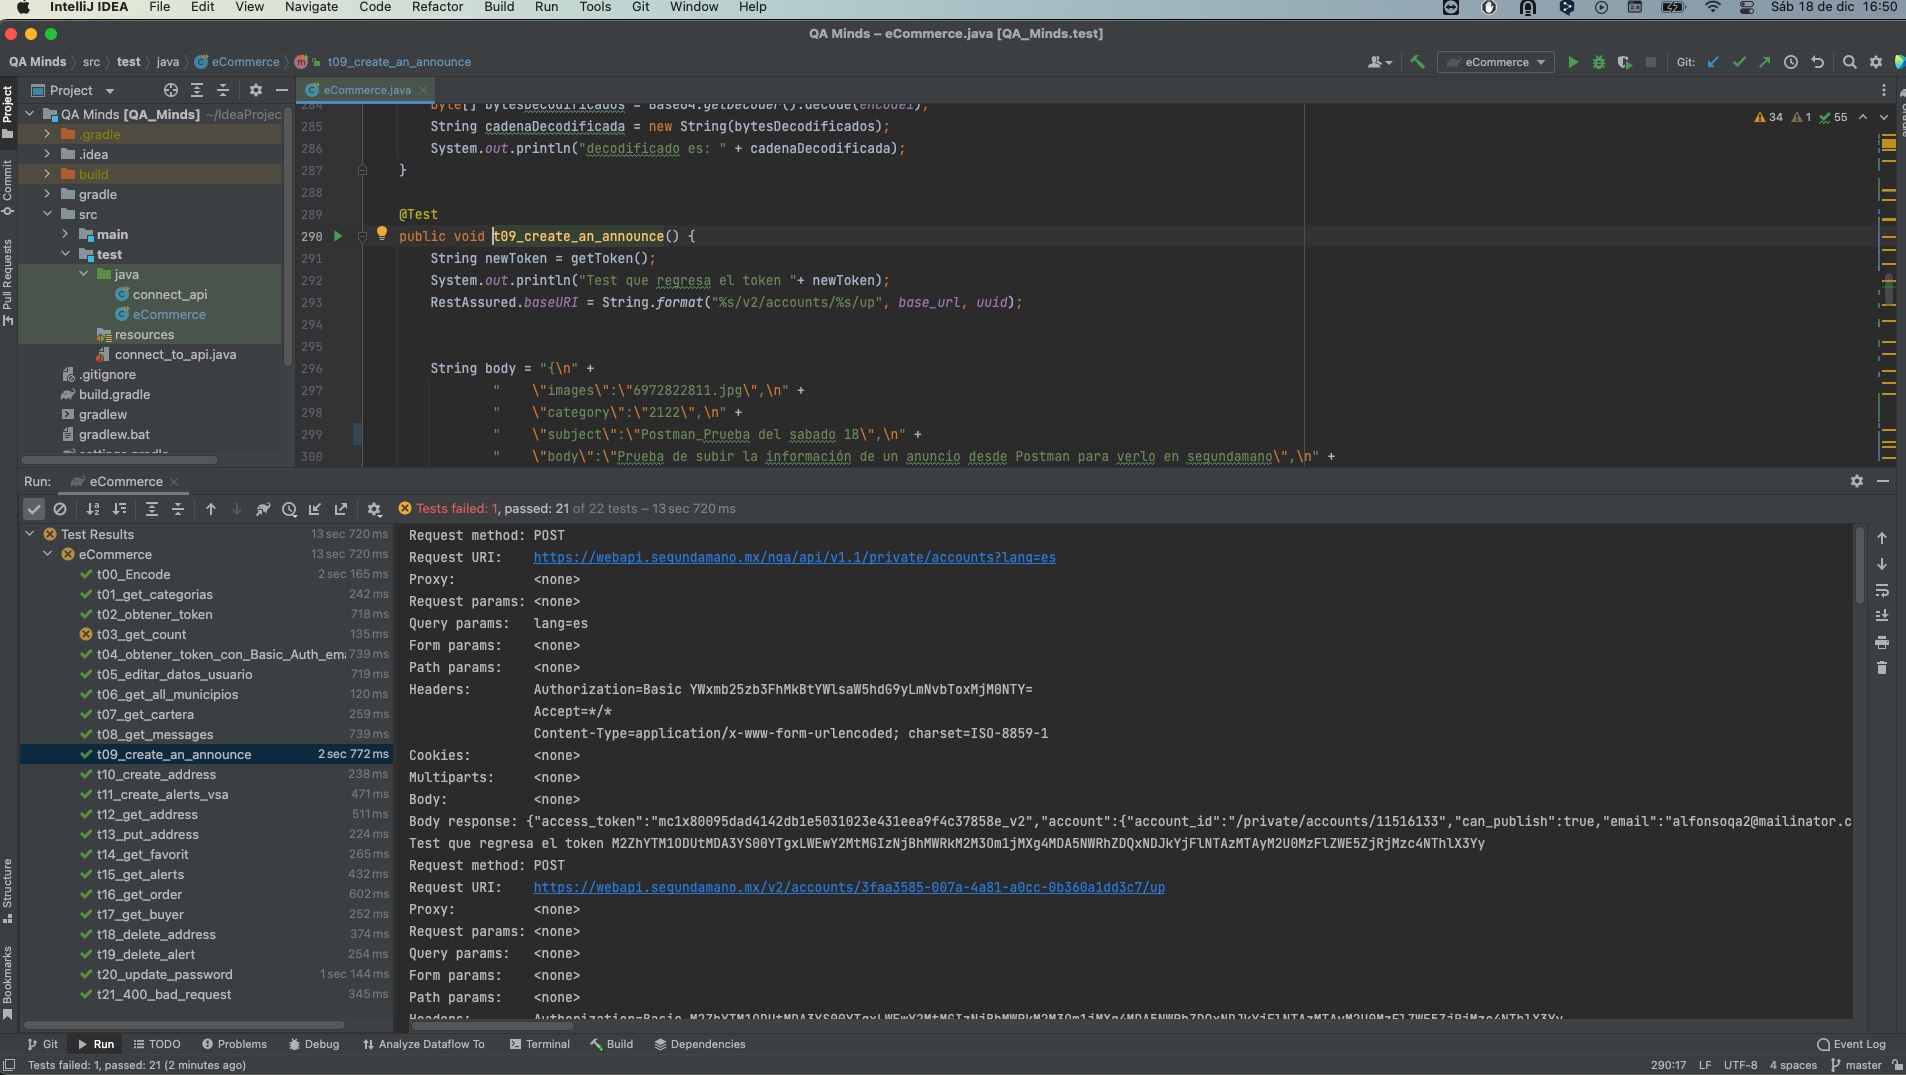 IntelliJ IDEA File Edit View Navigate Code Refactor Build Run Tools Git Window Help Sáb 18 de dic 16:50
QA Minds – eCommerce.java [QA_Minds.test]
QA Minds src test java eCommerce t09_create_an_announce eCommerce Git:
Project
eCommerce.java
QA Minds [QA_Minds] ~/IdeaProjec
.gradle
.idea
build
gradle
src
main
test
java
connect_api
eCommerce
resources
connect_to_api.java
.gitignore
build.gradle
gradlew
gradlew.bat
settings.gradle
Project
Commit
Pull Requests
Structure
Bookmarks
34 1 55
284 byte[] bytesDecodificados = Base64.getDecoder().decode(encode1);
285 String cadenaDecodificada = new String(bytesDecodificados);
286 System.out.println("decodificado es: " + cadenaDecodificada);
287 }
288
289 @Test
290 public void t09_create_an_announce() {
291 String newToken = getToken();
292 System.out.println("Test que regresa el token "+ newToken);
293 RestAssured.baseURI = String.format("%s/v2/accounts/%s/up", base_url, uuid);
294
295
296 String body = "{\n" +
297 " \"images\":\"6972822811.jpg\",\n" +
298 " \"category\":\"2122\",\n" +
299 " \"subject\":\"Postman_Prueba del sabado 18\",\n" +
300 " \"body\":\"Prueba de subir la información de un anuncio desde Postman para verlo en segundamano\",\n" +
Run: eCommerce
Tests failed: 1, passed: 21 of 22 tests – 13 sec 720 ms
Test Results 13 sec 720 ms
eCommerce 13 sec 720 ms
t00_Encode 2 sec 165 ms
t01_get_categorias 242 ms
t02_obtener_token 718 ms
t03_get_count 135 ms
t04_obtener_token_con_Basic_Auth_ema 739 ms
t05_editar_datos_usuario 719 ms
t06_get_all_municipios 120 ms
t07_get_cartera 259 ms
t08_get_messages 739 ms
t09_create_an_announce 2 sec 772 ms
t10_create_address 238 ms
t11_create_alerts_vsa 471 ms
t12_get_address 511 ms
t13_put_address 224 ms
t14_get_favorit 265 ms
t15_get_alerts 432 ms
t16_get_order 602 ms
t17_get_buyer 252 ms
t18_delete_address 374 ms
t19_delete_alert 254 ms
t20_update_password 1 sec 144 ms
t21_400_bad_request 345 ms
Request method: POST
Request URI: https://webapi.segundamano.mx/nga/api/v1.1/private/accounts?lang=es
Proxy: <none>
Request params: <none>
Query params: lang=es
Form params: <none>
Path params: <none>
Headers: Authorization=Basic YWxmb25zb3FhMkBtYWlsaW5hdG9yLmNvbToxMjM0NTY=
Accept=*/*
Content-Type=application/x-www-form-urlencoded; charset=ISO-8859-1
Cookies: <none>
Multiparts: <none>
Body: <none>
Body response: {"access_token":"mc1x80095dad4142db1e5031023e431eea9f4c37858e_v2","account":{"account_id":"/private/accounts/11516133","can_publish":true,"email":"alfonsoqa2@mailinator.c
Test que regresa el token M2ZhYTM1ODUtMDA3YS00YTgxLWEwY2MtMGIzNjBhMWRkM2M3Om1jMXg4MDA5NWRhZDQxNDJkYjFlNTAzMTAyM2U0MzFlZWE5ZjRjMzc4NThlX3Yy
Request method: POST
Request URI: https://webapi.segundamano.mx/v2/accounts/3faa3585-007a-4a81-a0cc-0b360a1dd3c7/up
Proxy: <none>
Request params: <none>
Query params: <none>
Form params: <none>
Path params: <none>
Headers: Authorization=Basic M2ZhYTM1ODUtMDA3YS00YTgxLWEwY2MtMGIzNjBhMWRkM2M3Om1jMXg4MDA5NWRhZDQxNDJkYjFlNTAzMTAyM2U0MzFlZWE5ZjRjMzc4NThlX3Yy
Git Run TODO Problems Debug Analyze Dataflow To Terminal Build Dependencies Event Log
Tests failed: 1, passed: 21 (2 minutes ago) 290:17 LF UTF-8 4 spaces master